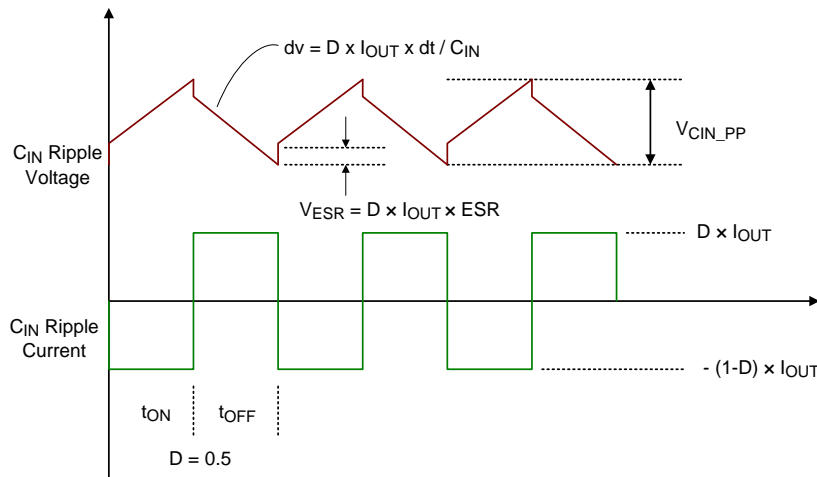 dv = D x IOUT x dt / CIN
VCIN_PP
CIN Ripple
Voltage
VESR = D × IOUT × ESR
D × IOUT
CIN Ripple
Current
- (1-D) × IOUT
tON
tOFF
D = 0.5